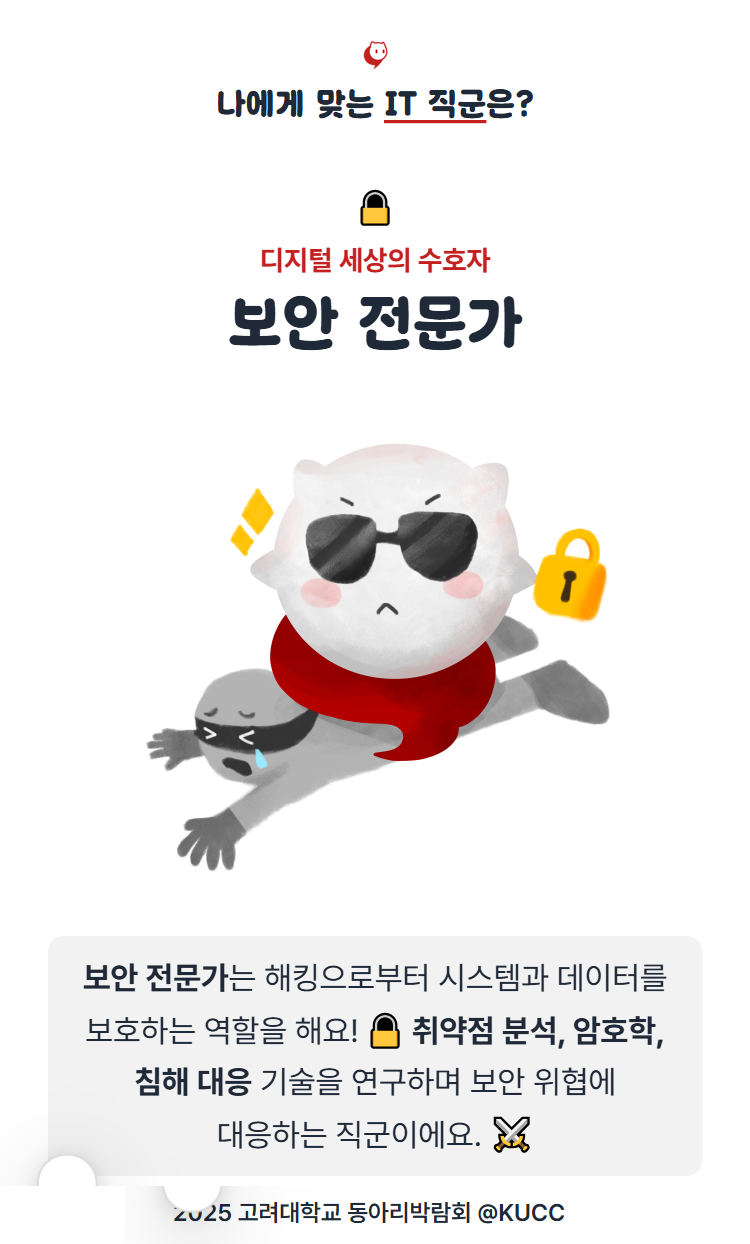 나에게 맞는 IT 직군은?
디지털 세상의 수호자
보안 전문가
보안 전문가는 해킹으로부터 시스템과 데이터를
보호하는 역할을 해요! 🔒 취약점 분석, 암호학,
침해 대응 기술을 연구하며 보안 위협에
대응하는 직군이에요. ⚔️
2025 고려대학교 동아리박람회 @KUCC